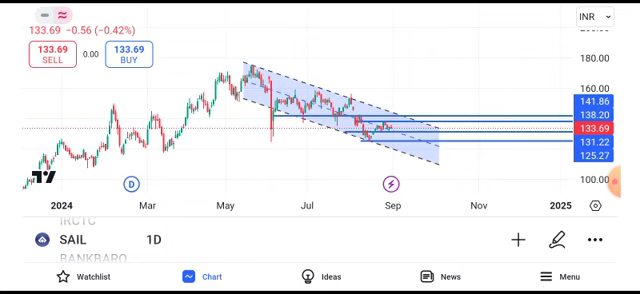 INR
133.69 -0.56 (-0.42%)
133.69
SELL
0.00
133.69
BUY
180.00
160.00
141.86
138.20
133.69
131.22
125.27
100.00
D
2024
Mar
May
Jul
Sep
Nov
2025
IRCTC
SAIL
1D
BANKBARO
Watchlist
Chart
Ideas
News
Menu